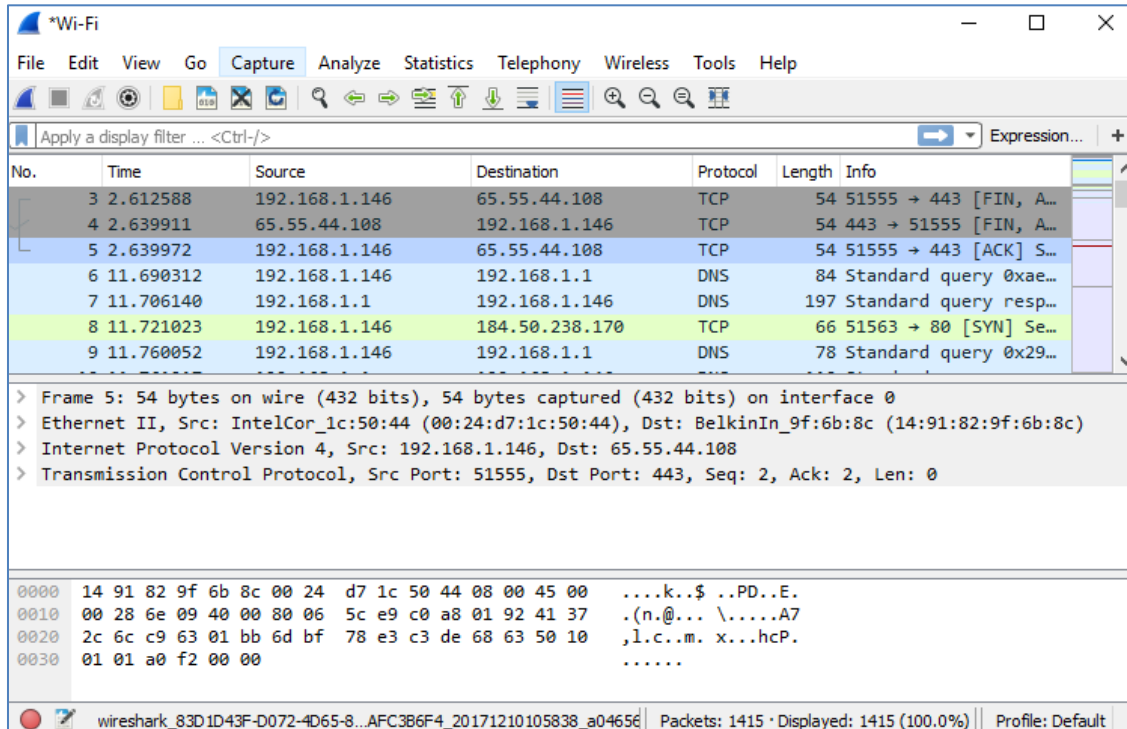 *Wi-Fi
File Edit View Go Capture Analyze Statistics Telephony Wireless Tools Help
Apply a display filter ... <Ctrl-/> Expression... +
No. Time Source Destination Protocol Length Info
3 2.612588 192.168.1.146 65.55.44.108 TCP 54 51555 → 443 [FIN, A…
4 2.639911 65.55.44.108 192.168.1.146 TCP 54 443 → 51555 [FIN, A…
5 2.639972 192.168.1.146 65.55.44.108 TCP 54 51555 → 443 [ACK] S…
6 11.690312 192.168.1.146 192.168.1.1 DNS 84 Standard query 0xae…
7 11.706140 192.168.1.1 192.168.1.146 DNS 197 Standard query resp…
8 11.721023 192.168.1.146 184.50.238.170 TCP 66 51563 → 80 [SYN] Se…
9 11.760052 192.168.1.146 192.168.1.1 DNS 78 Standard query 0x29…
> Frame 5: 54 bytes on wire (432 bits), 54 bytes captured (432 bits) on interface 0
> Ethernet II, Src: IntelCor_1c:50:44 (00:24:d7:1c:50:44), Dst: BelkinIn_9f:6b:8c (14:91:82:9f:6b:8c)
> Internet Protocol Version 4, Src: 192.168.1.146, Dst: 65.55.44.108
> Transmission Control Protocol, Src Port: 51555, Dst Port: 443, Seq: 2, Ack: 2, Len: 0
0000 14 91 82 9f 6b 8c 00 24 d7 1c 50 44 08 00 45 00 ....k..$ ..PD..E.
0010 00 28 6e 09 40 00 80 06 5c e9 c0 a8 01 92 41 37 .(n.@... \.....A7
0020 2c 6c c9 63 01 bb 6d bf 78 e3 c3 de 68 63 50 10 ,l.c..m. x...hcP.
0030 01 01 a0 f2 00 00 ......
wireshark_83D1D43F-D072-4D65-8...AFC3B6F4_20171210105838_a04656 Packets: 1415 · Displayed: 1415 (100.0%) Profile: Default